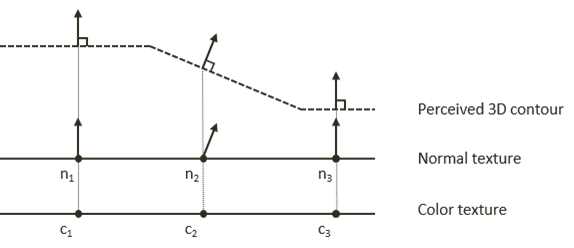 Perceived 3D contour
Normal texture
n₁ n₂ n₃
Color texture
c₁ c₂ c₃